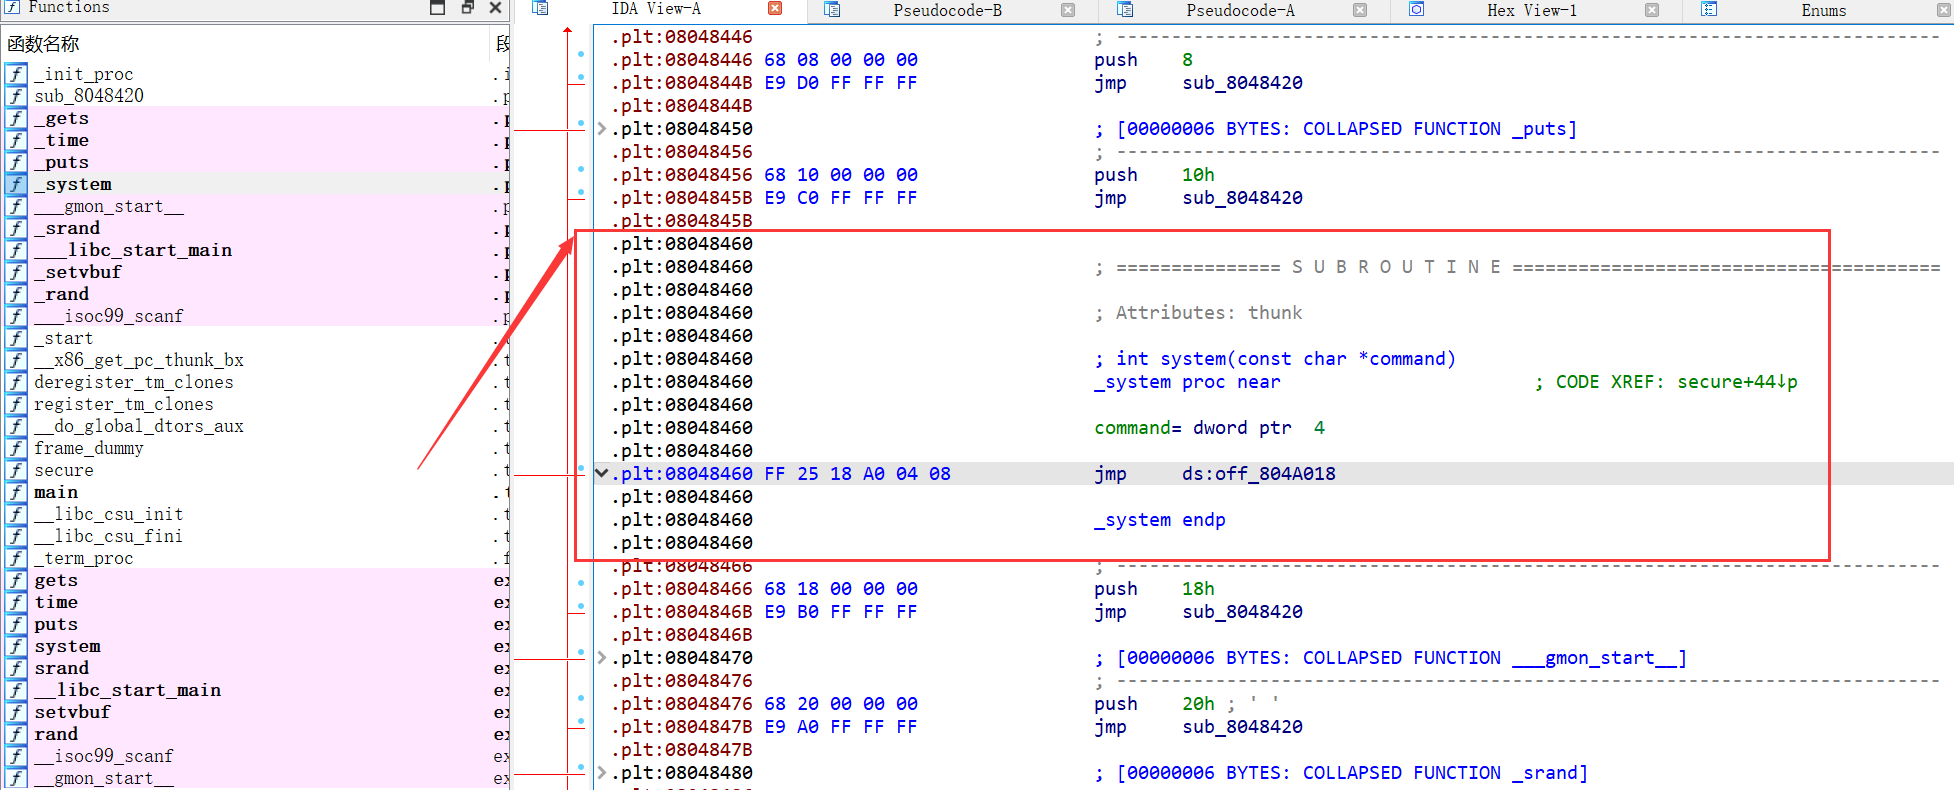 Functions
函数名称 段
_init_proc .i
sub_8048420 .p
_gets .p
_time .p
_puts .p
_system .p
___gmon_start__ .p
_srand .p
___libc_start_main .p
_setvbuf .p
_rand .p
___isoc99_scanf .p
_start .t
__x86_get_pc_thunk_bx .t
deregister_tm_clones .t
register_tm_clones .t
__do_global_dtors_aux .t
frame_dummy .t
secure .t
main .t
__libc_csu_init .t
__libc_csu_fini .t
_term_proc .f
gets ex
time ex
puts ex
system ex
srand ex
__libc_start_main ex
setvbuf ex
rand ex
__isoc99_scanf ex
__gmon_start__ ex
IDA View-A Pseudocode-B Pseudocode-A Hex View-1 Enums
.plt:08048446 ; ---------------------------------------------------------------------------
.plt:08048446 68 08 00 00 00 push 8
.plt:0804844B E9 D0 FF FF FF jmp sub_8048420
.plt:0804844B
.plt:08048450 ; [00000006 BYTES: COLLAPSED FUNCTION _puts]
.plt:08048456 ; ---------------------------------------------------------------------------
.plt:08048456 68 10 00 00 00 push 10h
.plt:0804845B E9 C0 FF FF FF jmp sub_8048420
.plt:0804845B
.plt:08048460
.plt:08048460 ; =============== S U B R O U T I N E =======================================
.plt:08048460
.plt:08048460 ; Attributes: thunk
.plt:08048460
.plt:08048460 ; int system(const char *command)
.plt:08048460 _system proc near ; CODE XREF: secure+44↓p
.plt:08048460
.plt:08048460 command= dword ptr 4
.plt:08048460
.plt:08048460 FF 25 18 A0 04 08 jmp ds:off_804A018
.plt:08048460
.plt:08048460 _system endp
.plt:08048460
.plt:08048466 ; ---------------------------------------------------------------------------
.plt:08048466 68 18 00 00 00 push 18h
.plt:0804846B E9 B0 FF FF FF jmp sub_8048420
.plt:0804846B
.plt:08048470 ; [00000006 BYTES: COLLAPSED FUNCTION ___gmon_start__]
.plt:08048476 ; ---------------------------------------------------------------------------
.plt:08048476 68 20 00 00 00 push 20h ; ' '
.plt:0804847B E9 A0 FF FF FF jmp sub_8048420
.plt:0804847B
.plt:08048480 ; [00000006 BYTES: COLLAPSED FUNCTION _srand]